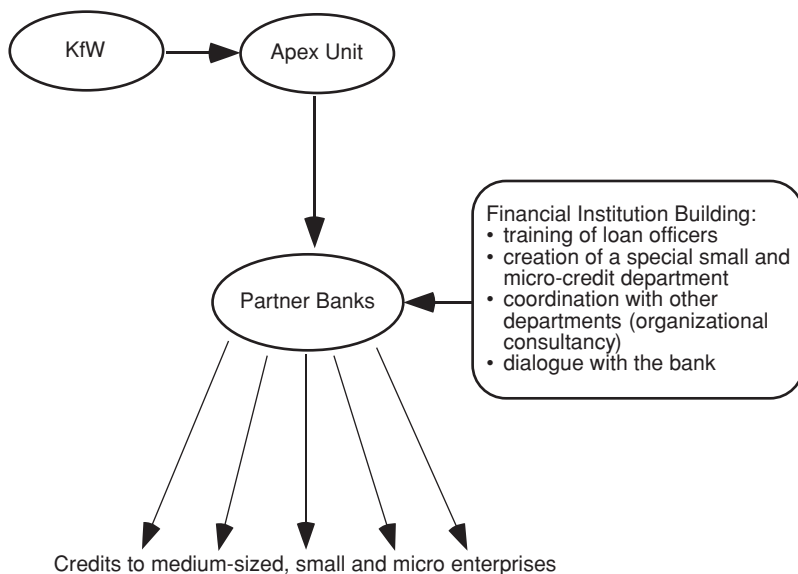 KfW
Apex Unit
Financial Institution Building:
• training of loan officers
• creation of a special small and
micro-credit department
• coordination with other
departments (organizational
consultancy)
• dialogue with the bank
Partner Banks
Credits to medium-sized, small and micro enterprises